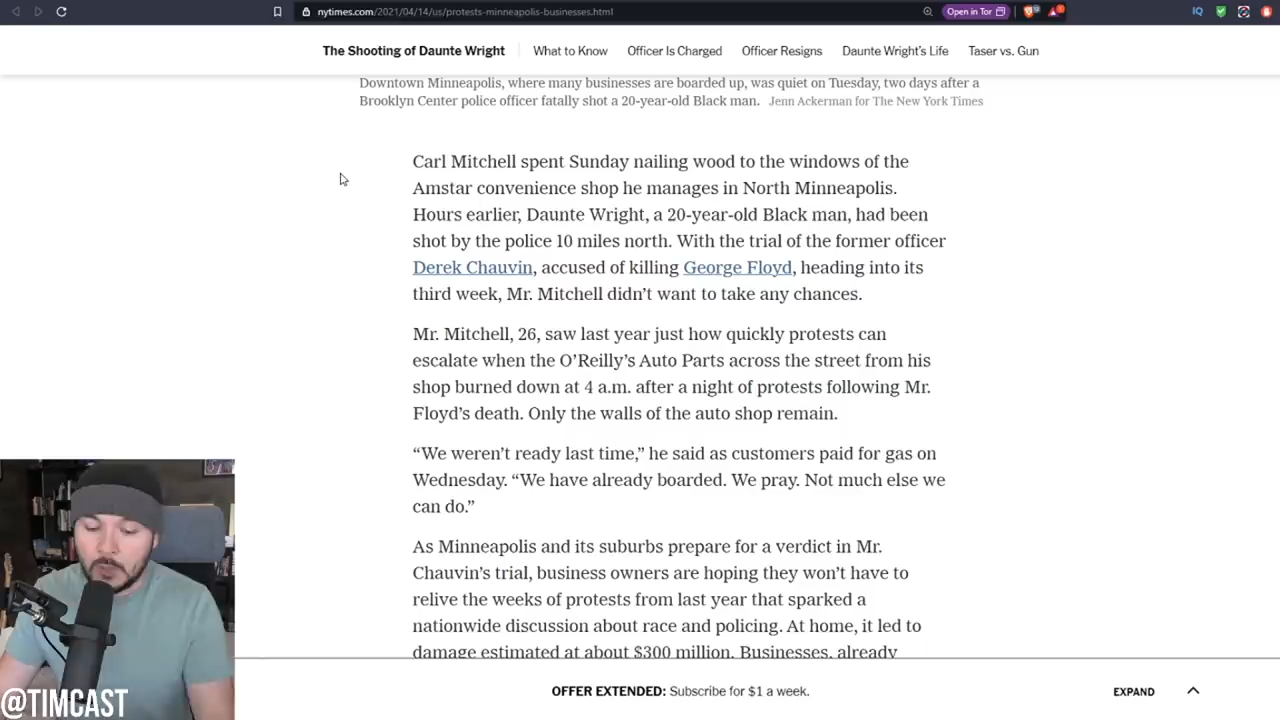 nytimes.com/2021/04/14/us/protests-minneapolis-businesses.html
Open in Tor
IQ
The Shooting of Daunte Wright
What to Know
Officer Is Charged
Officer Resigns
Daunte Wright's Life
Taser vs. Gun
Downtown Minneapolis, where many businesses are boarded up, was quiet on Tuesday, two days after a
Brooklyn Center police officer fatally shot a 20-year-old Black man. Jenn Ackerman for The New York Times
Carl Mitchell spent Sunday nailing wood to the windows of the
Amstar convenience shop he manages in North Minneapolis.
Hours earlier, Daunte Wright, a 20-year-old Black man, had been
shot by the police 10 miles north. With the trial of the former officer
Derek Chauvin, accused of killing George Floyd, heading into its
third week, Mr. Mitchell didn't want to take any chances.
Mr. Mitchell, 26, saw last year just how quickly protests can
escalate when the O'Reilly's Auto Parts across the street from his
shop burned down at 4 a.m. after a night of protests following Mr.
Floyd's death. Only the walls of the auto shop remain.
“We weren't ready last time,” he said as customers paid for gas on
Wednesday. “We have already boarded. We pray. Not much else we
can do.”
As Minneapolis and its suburbs prepare for a verdict in Mr.
Chauvin's trial, business owners are hoping they won't have to
relive the weeks of protests from last year that sparked a
nationwide discussion about race and policing. At home, it led to
damage estimated at about $300 million. Businesses, already
OFFER EXTENDED: Subscribe for $1 a week.
EXPAND
@TIMCAST